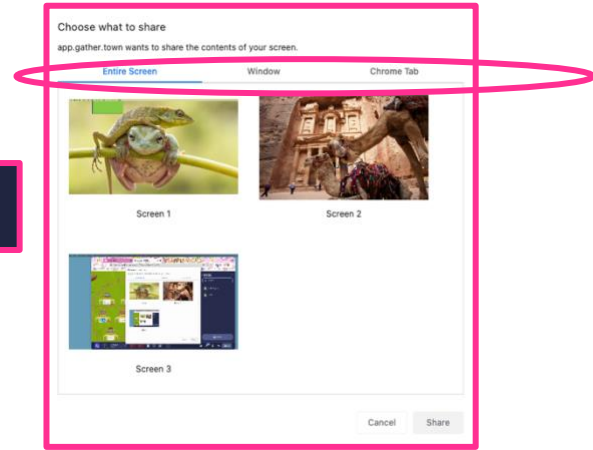 Choose what to share
app.gather.town wants to share the contents of your screen.
Entire Screen Window Chrome Tab
Screen 1 Screen 2
Screen 3
Cancel Share